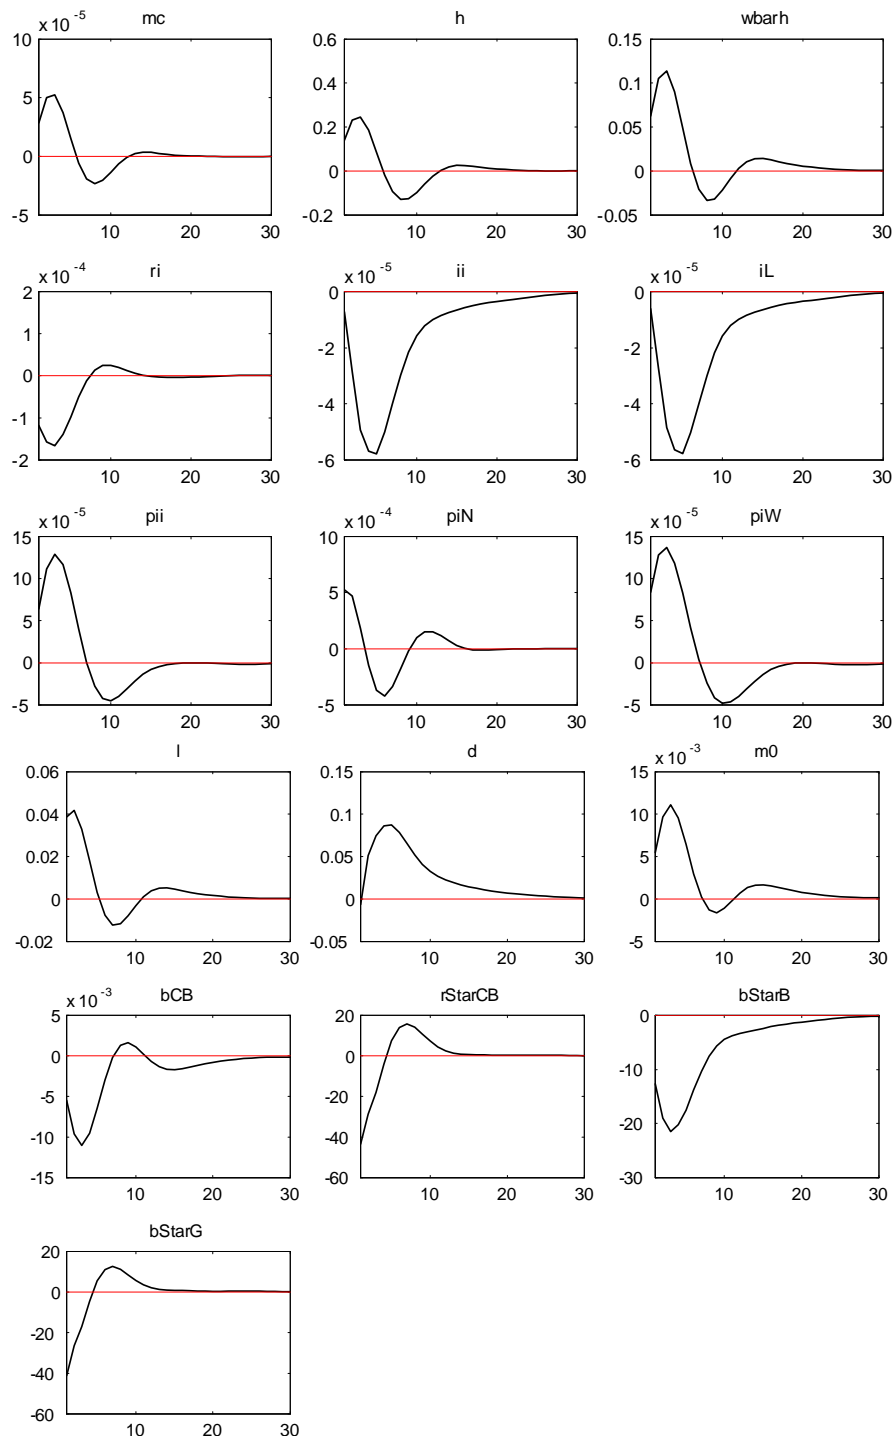 mc h wbarh
x 10 -5
10 0.6 0.15
5 0.4 0.1
0.2 0.05
0 0 0
-5 -0.2 -0.05
10 20 30 10 20 30 10 20 30
ri ii iL
x 10 -4 x 10 -5 x 10 -5
2 0 0
1 -2 -2
0
-1 -4 -4
-2 -6 -6
10 20 30 10 20 30 10 20 30
pii piN piW
x 10 -5 x 10 -4 x 10 -5
15 10 15
10 5 10
5 5
0 0 0
-5 -5 -5
10 20 30 10 20 30 10 20 30
l d m0
x 10 -3
0.06 0.15 15
0.04 0.1 10
0.02 0.05 5
0 0 0
-0.02 -0.05 -5
10 20 30 10 20 30 10 20 30
bCB rStarCB bStarB
x 10 -3
5 20 0
0 0
-5 -20 -10
-10 -40 -20
-15 -60 -30
10 20 30 10 20 30 10 20 30
bStarG
20
0
-20
-40
-60
10 20 30